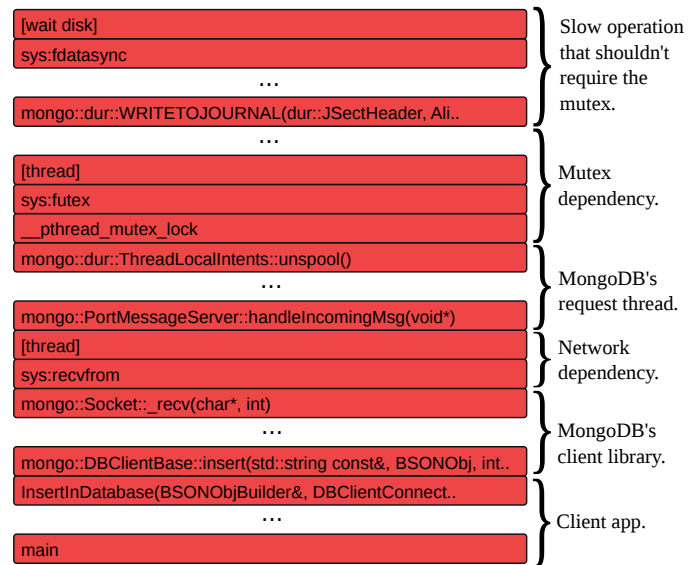 [wait disk]
sys:fdatasync
...
mongo::dur::WRITETOJOURNAL(dur::JSectHeader, Ali..
...
[thread]
sys:futex
__pthread_mutex_lock
mongo::dur::ThreadLocalIntents::unspool()
...
mongo::PortMessageServer::handleIncomingMsg(void*)
[thread]
sys:recvfrom
mongo::Socket::_recv(char*, int)
...
mongo::DBClientBase::insert(std::string const&, BSONObj, int..
InsertInDatabase(BSONObjBuilder&, DBClientConnect..
...
main
Slow operation
that shouldn't
require the
mutex.
Mutex
dependency.
MongoDB's
request thread.
Network
dependency.
MongoDB's
client library.
Client app.